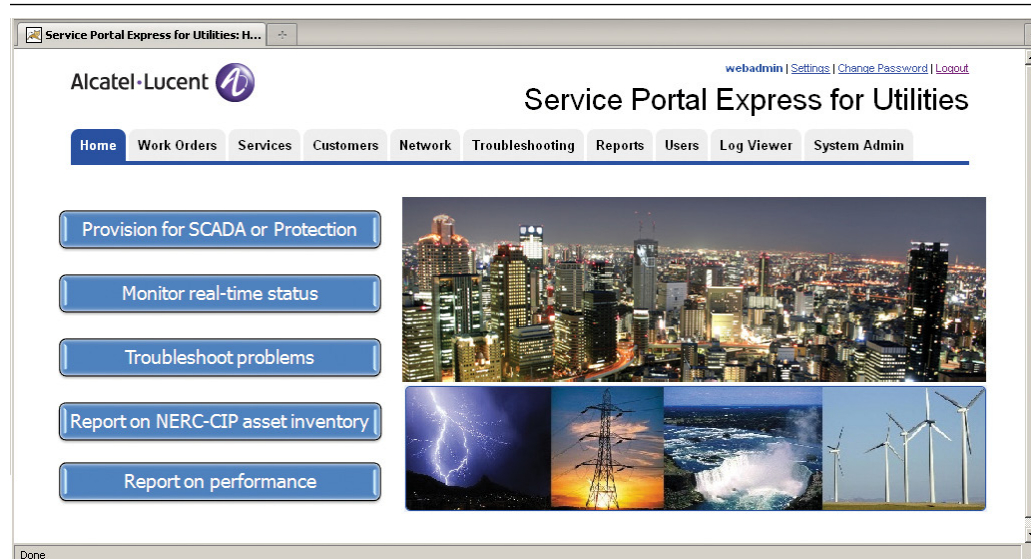 Service Portal Express for Utilities: H...
Alcatel·Lucent
webadmin | Settings | Change Password | Logout
Service Portal Express for Utilities
Home Work Orders Services Customers Network Troubleshooting Reports Users Log Viewer System Admin
Provision for SCADA or Protection
Monitor real-time status
Troubleshoot problems
Report on NERC-CIP asset inventory
Report on performance
Done